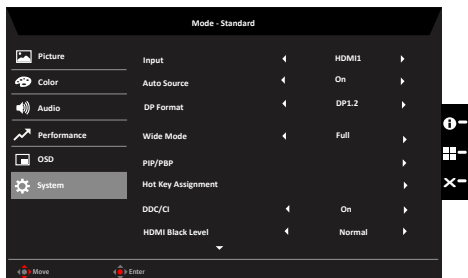 Mode - Standard
Picture
Color
Audio
Performance
OSD
System
Input HDMI1
Auto Source On
DP Format DP1.2
Wide Mode Full
PIP/PBP
Hot Key Assignment
DDC/CI On
HDMI Black Level Normal
Move Enter